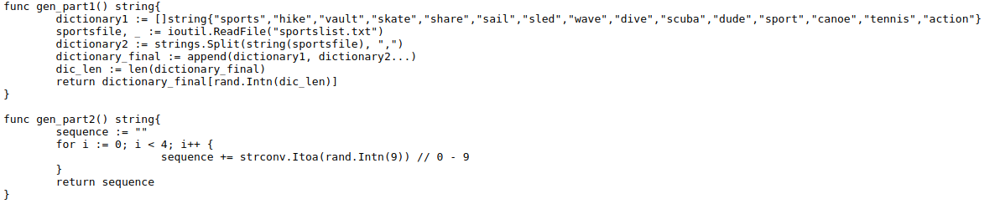 func gen_part1() string{
        dictionary1 := []string{"sports","hike","vault","skate","share","sail","sled","wave","dive","scuba","dude","sport","canoe","tennis","action"}
        sportsfile, _ := ioutil.ReadFile("sportslist.txt")
        dictionary2 := strings.Split(string(sportsfile), ",")
        dictionary_final := append(dictionary1, dictionary2...)
        dic_len := len(dictionary_final)
        return dictionary_final[rand.Intn(dic_len)]
}

func gen_part2() string{
        sequence := ""
        for i := 0; i < 4; i++ {
                        sequence += strconv.Itoa(rand.Intn(9)) // 0 - 9
        }
        return sequence
}